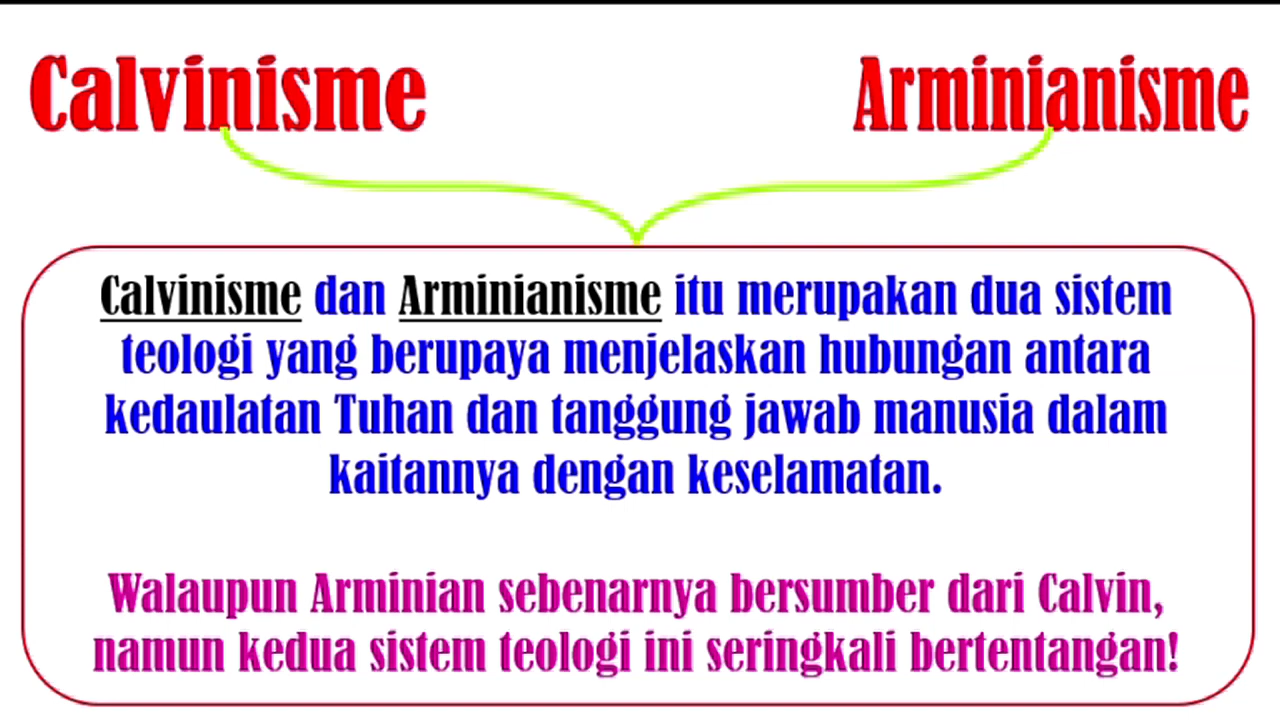 Calvinisme
Arminianisme
Calvinisme dan Arminianisme itu merupakan dua sistem
teologi yang berupaya menjelaskan hubungan antara
kedaulatan Tuhan dan tanggung jawab manusia dalam
kaitannya dengan keselamatan.
Walaupun Arminian sebenarnya bersumber dari Calvin,
namun kedua sistem teologi ini seringkali bertentangan!